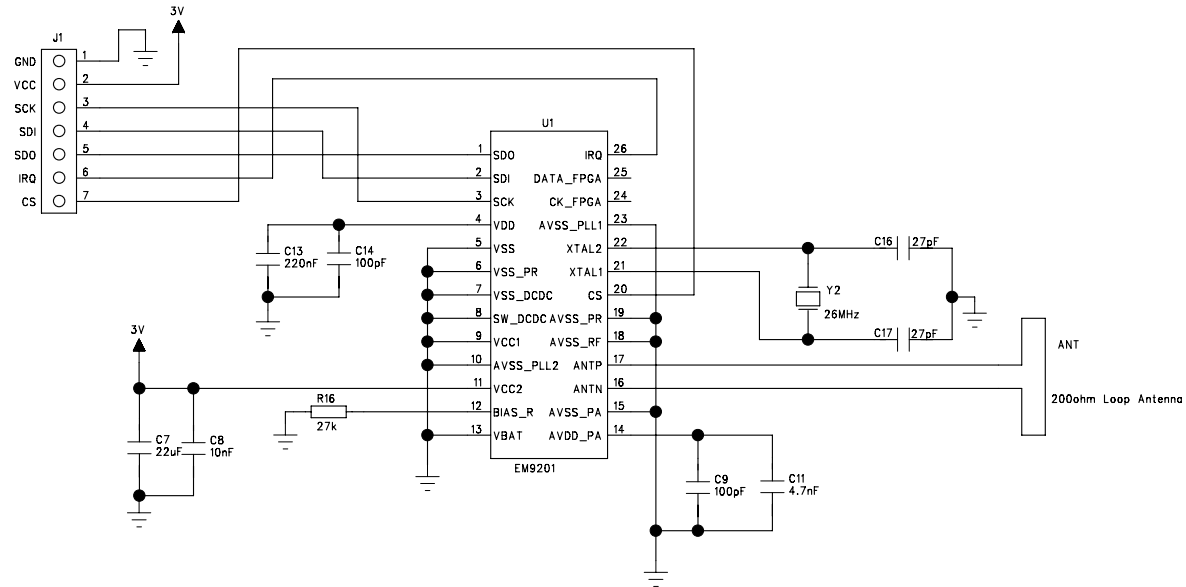 3V
J1
GND 1
VCC 2
SCK 3
SDI 4
SDO 5
IRQ 6
CS 7
U1
1 SDO IRQ 26
2 SDI DATA_FPGA 25
3 SCK CK_FPGA 24
4 VDD AVSS_PLL1 23
5 VSS XTAL2 22
6 VSS_PR XTAL1 21
7 VSS_DCDC CS 20
8 SW_DCDC AVSS_PR 19
9 VCC1 AVSS_RF 18
10 AVSS_PLL2 ANTP 17
11 VCC2 ANTN 16
12 BIAS_R AVSS_PA 15
13 VBAT AVDD_PA 14
EM9201
C13
220nF
C14
100pF
C16 27pF
Y2
26MHz
C17 27pF
3V
ANT
200ohm Loop Antenna
R16
27k
C7
22uF
C8
10nF
C9
100pF
C11
4.7nF